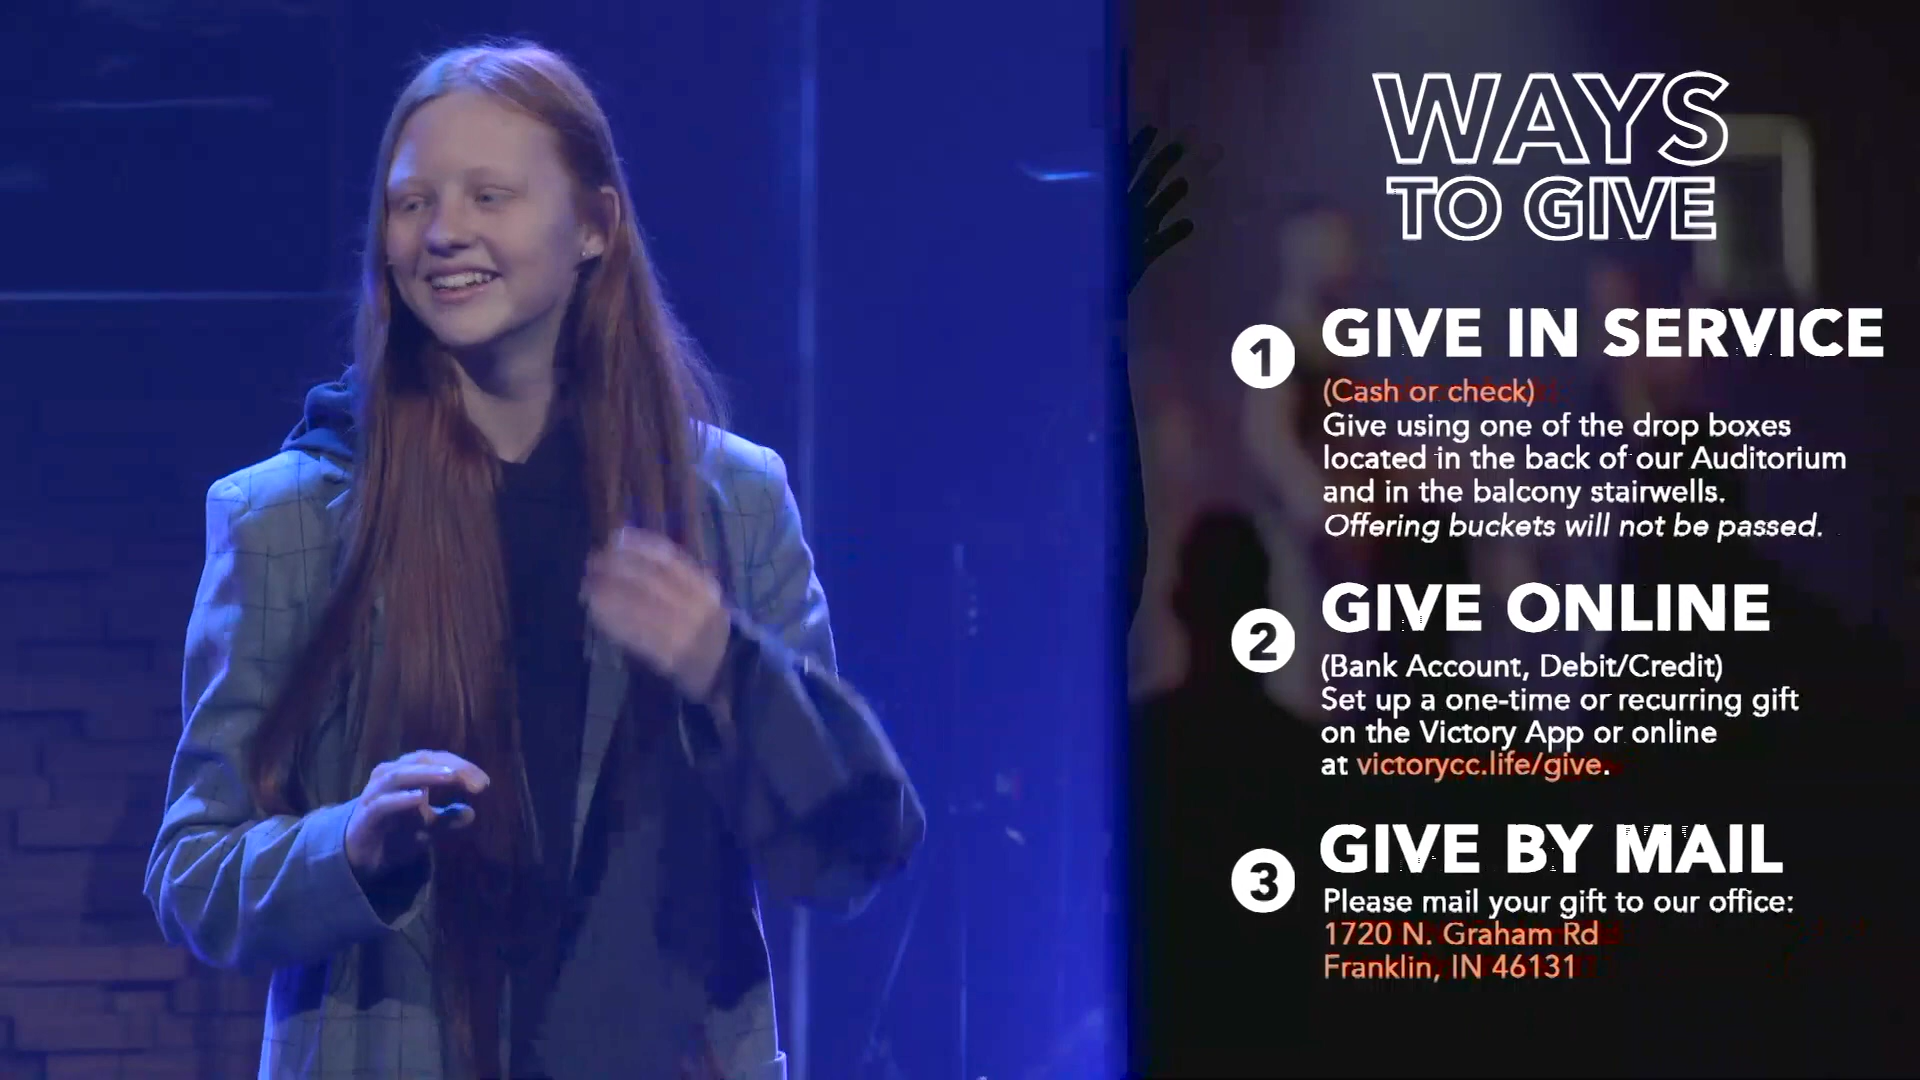 WAYS
TO GIVE
1
GIVE IN SERVICE
(Cash or check)
Give using one of the drop boxes
located in the back of our Auditorium
and in the balcony stairwells.
Offering buckets will not be passed.
2
GIVE ONLINE
(Bank Account, Debit/Credit)
Set up a one-time or recurring gift
on the Victory App or online
at victorycc.life/give.
3
GIVE BY MAIL
Please mail your gift to our office:
1720 N. Graham Rd
Franklin, IN 46131